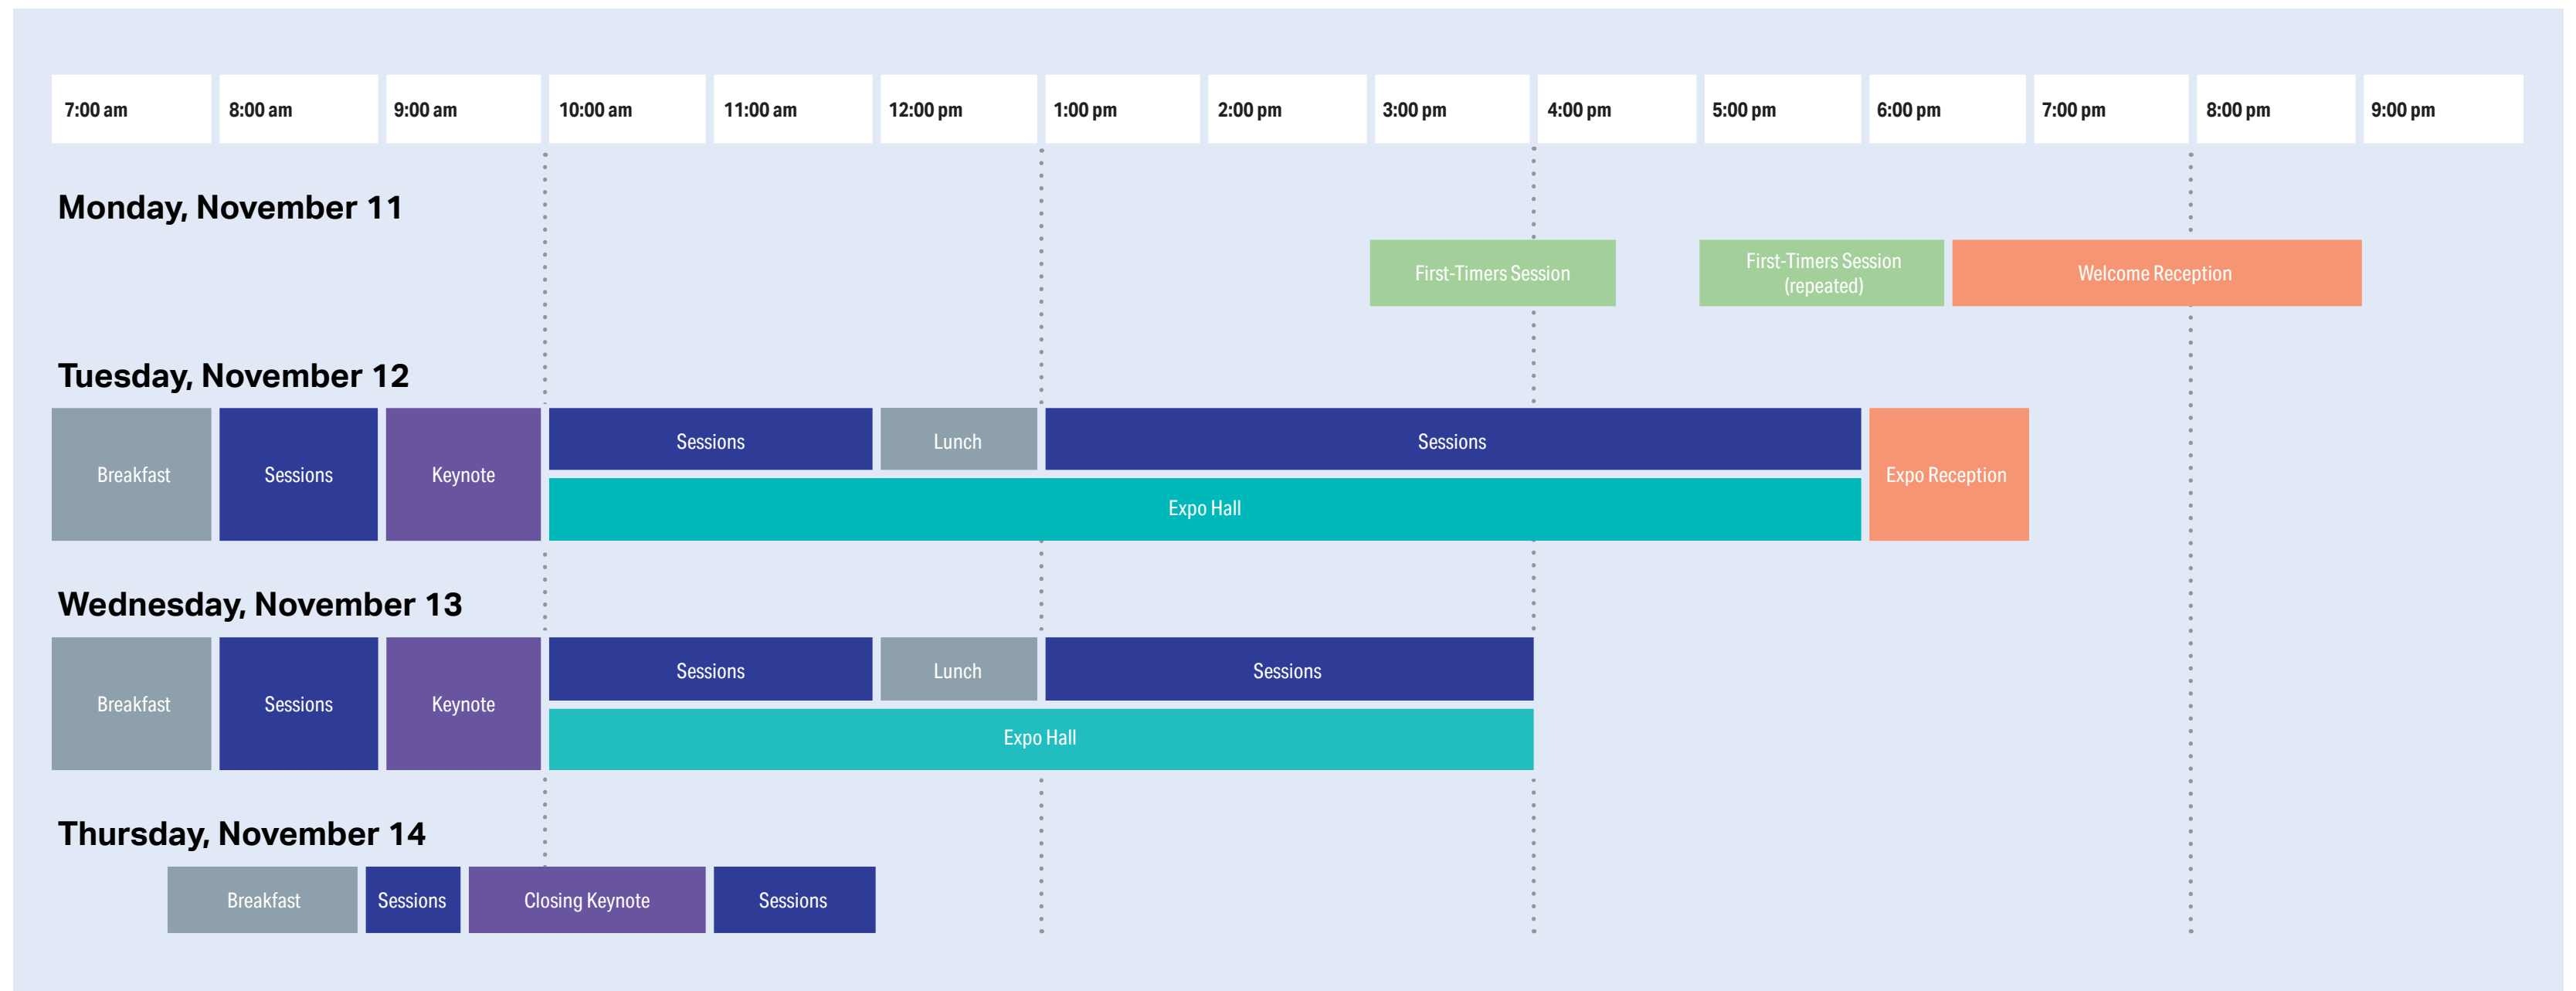 7:00 am
8:00 am
9:00 am
10:00 am
11:00 am
12:00 pm
1:00 pm
2:00 pm
3:00 pm
4:00 pm
5:00 pm
6:00 pm
7:00 pm
8:00 pm
9:00 pm
Monday, November 11
First-Timers Session
First-Timers Session
(repeated)
Welcome Reception
Tuesday, November 12
Breakfast
Sessions
Keynote
Sessions
Lunch
Sessions
Expo Hall
Expo Reception
Wednesday, November 13
Breakfast
Sessions
Keynote
Sessions
Lunch
Sessions
Expo Hall
Thursday, November 14
Breakfast
Sessions
Closing Keynote
Sessions